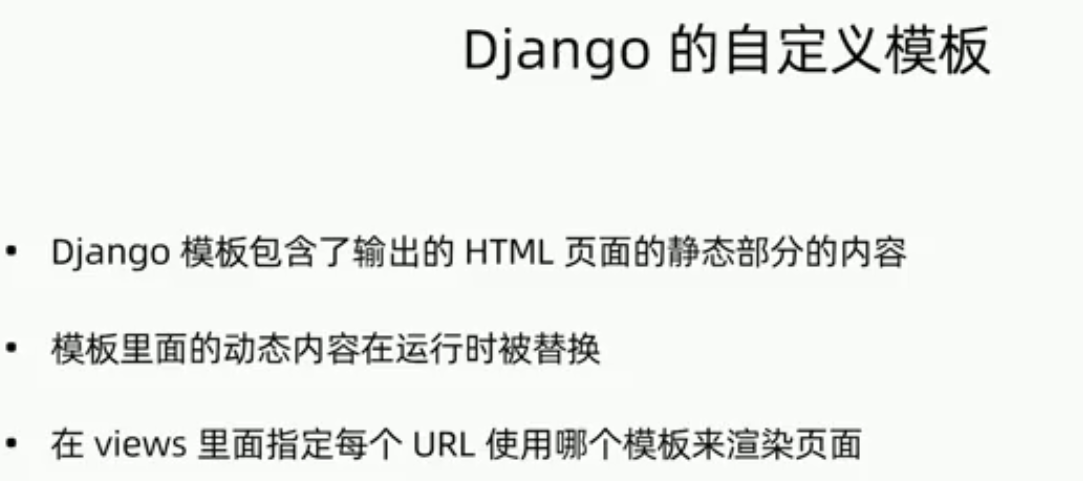 Django 的自定义模板
• Django 模板包含了输出的 HTML 页面的静态部分的内容
• 模板里面的动态内容在运行时被替换
• 在 views 里面指定每个 URL 使用哪个模板来渲染页面